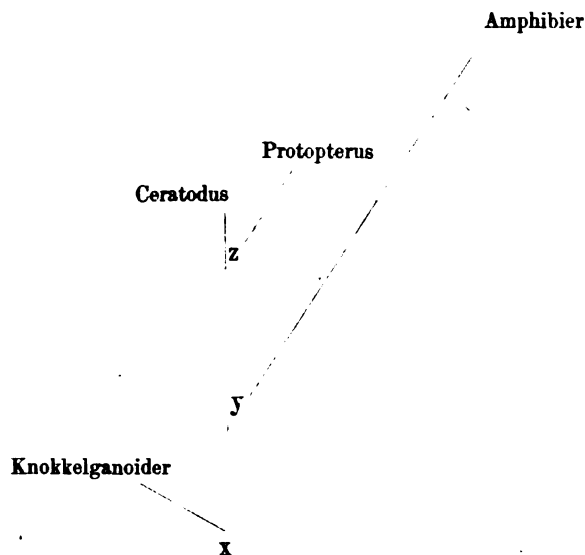 Amphibier
Protopterus
Ceratodus
z
y
Knokkelganoider
x